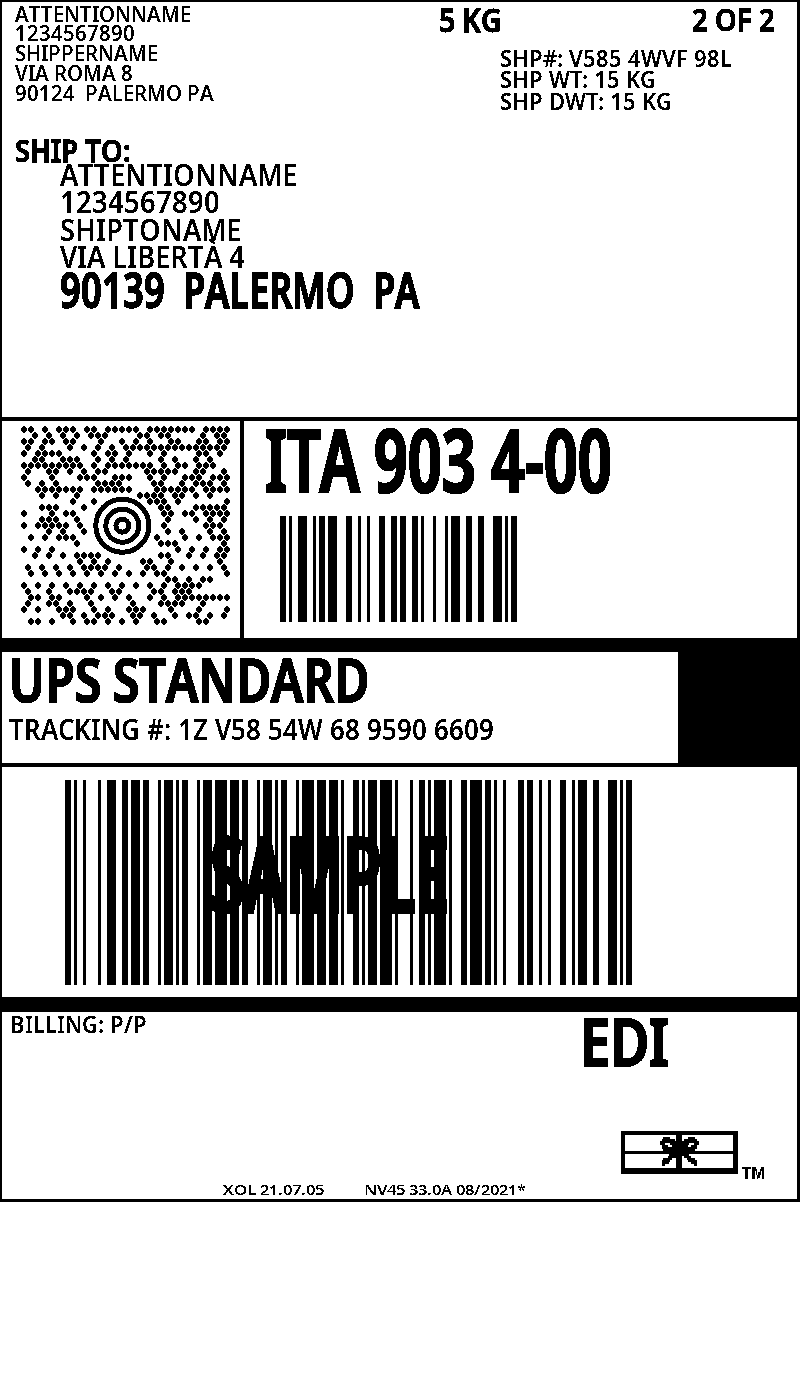 ATTENTIONNAME
1234567890
SHIPPERNAME
VIA ROMA 8
90124 PALERMO PA
5 KG
2 OF 2
SHP#: V585 4WVF 98L
SHP WT: 15 KG
SHP DWT: 15 KG
SHIP TO:
ATTENTIONNAME
1234567890
SHIPTONAME
VIA LIBERTÀ 4
90139 PALERMO PA
ITA 903 4-00
UPS STANDARD
TRACKING #: 1Z V58 54W 68 9590 6609
SAMPLE
BILLING: P/P
EDI
TM
XOL 21.07.05 NV45 33.0A 08/2021*